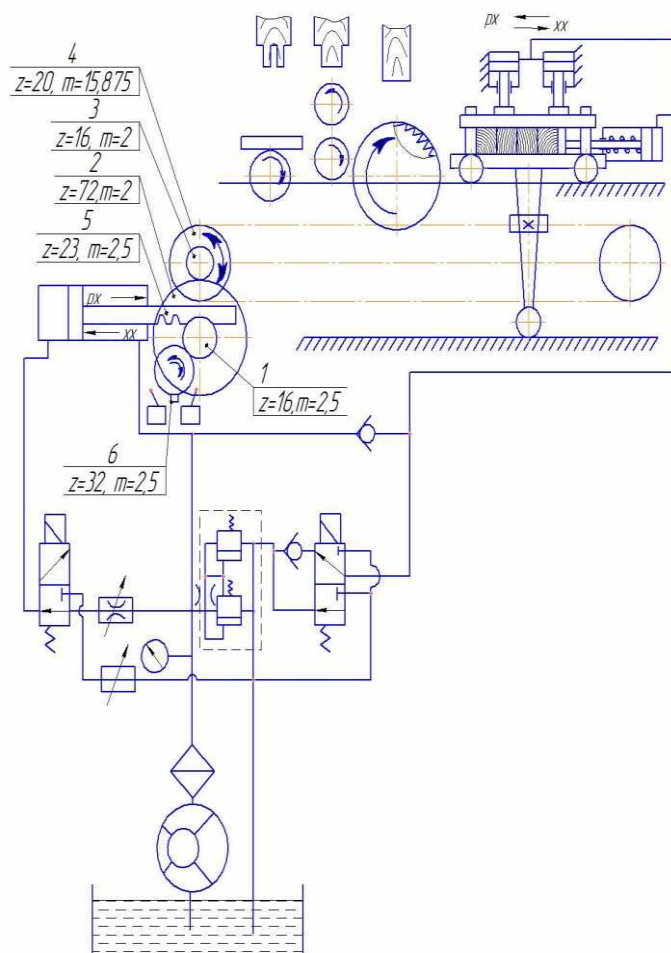 4
z=20, m=15,875
3
z=16, m=2
2
z=72, m=2
5
z=23, m=2,5
рх
хх
рх
хх
1
z=16, m=2,5
6
z=32, m=2,5